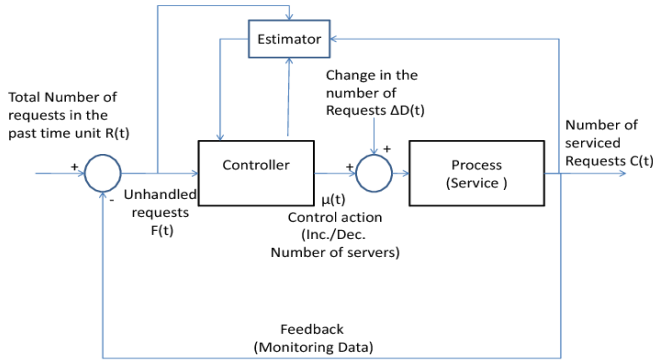 Estimator
Change in the
number of
Requests ΔD(t)
Total Number of
requests in the
past time unit R(t)
Number of
serviced
Requests C(t)
+
-
Unhandled
requests
F(t)
Controller
+
+
μ(t)
Control action
(Inc./Dec.
Number of servers)
Process
(Service )
Feedback
(Monitoring Data)